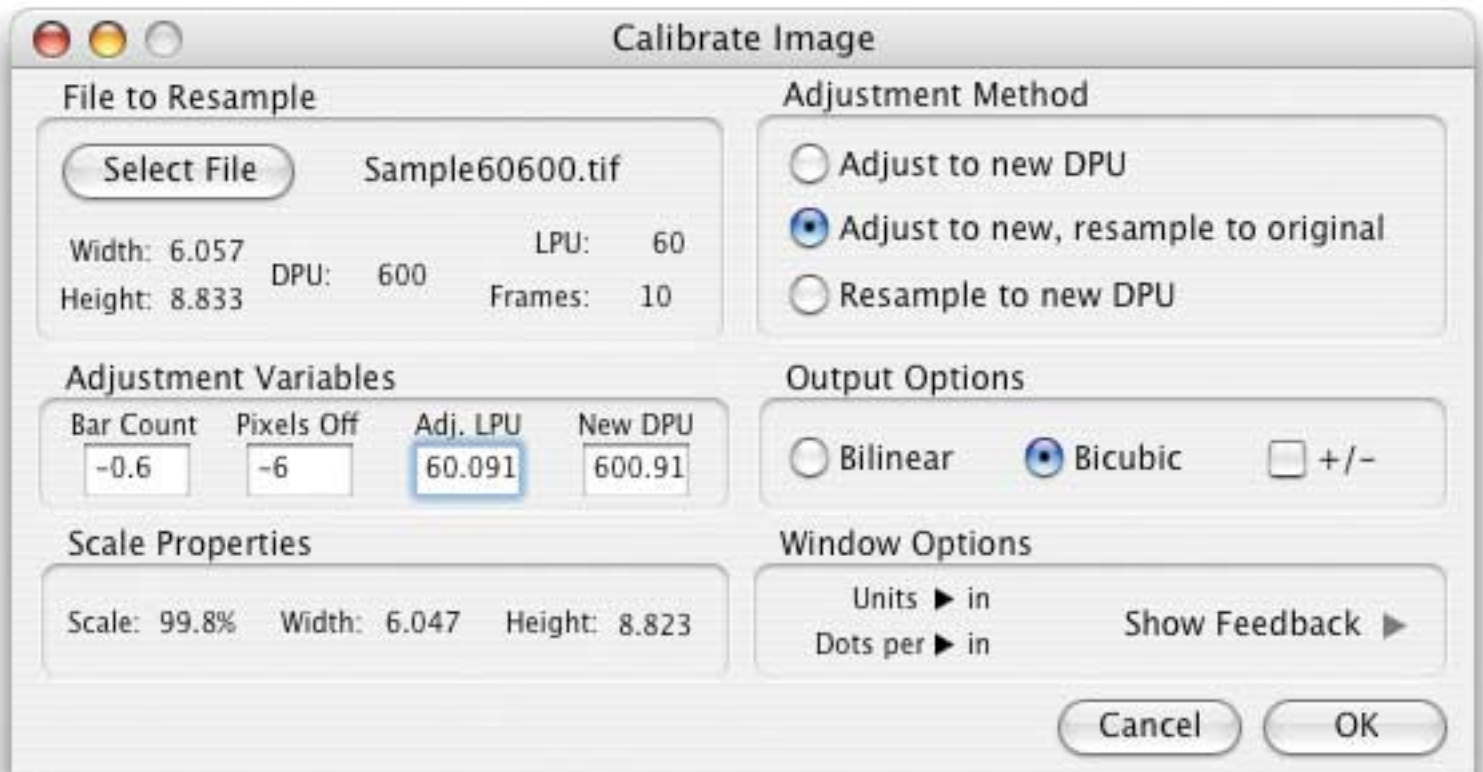 Calibrate Image
File to Resample
Select File Sample60600.tif
Width: 6.057
Height: 8.833
DPU: 600
LPU: 60
Frames: 10
Adjustment Method
Adjust to new DPU
Adjust to new, resample to original
Resample to new DPU
Adjustment Variables
Bar Count Pixels Off Adj. LPU New DPU
-0.6 -6 60.091 600.91
Output Options
Bilinear Bicubic +/-
Scale Properties
Scale: 99.8% Width: 6.047 Height: 8.823
Window Options
Units ▶ in
Dots per ▶ in
Show Feedback ▶
Cancel OK